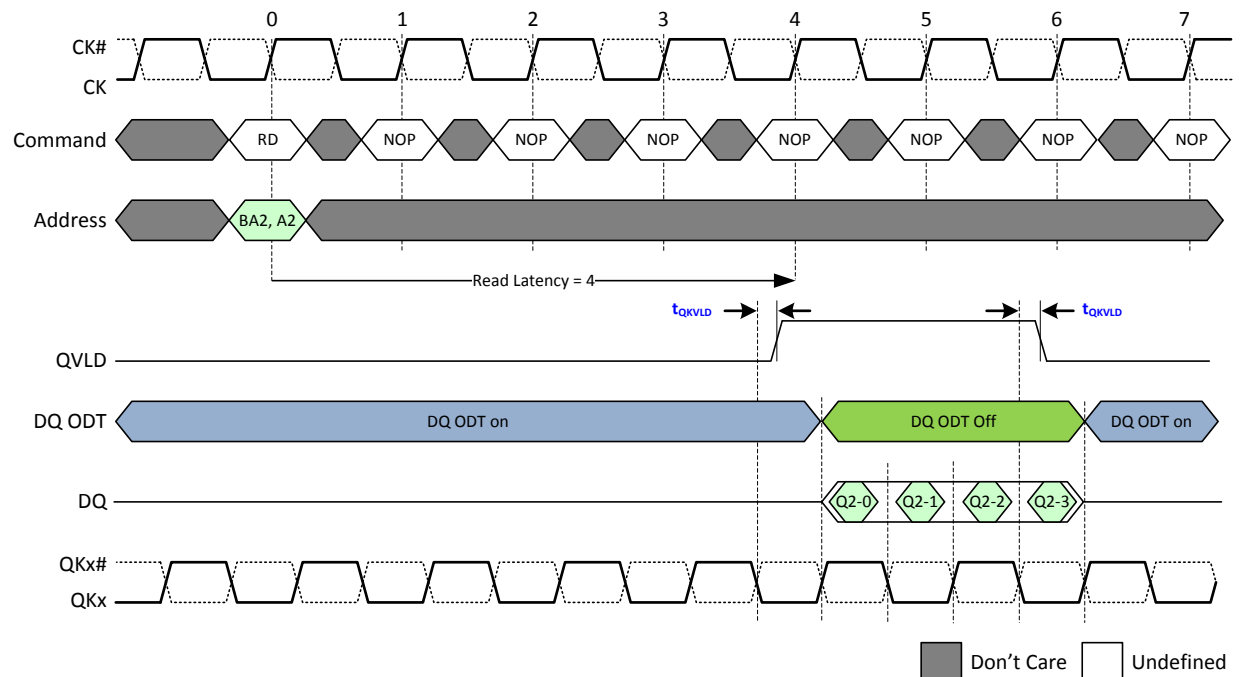 0 1 2 3 4 5 6 7
CK#
CK
Command RD NOP NOP NOP NOP NOP NOP NOP
Address BA2, A2
Read Latency = 4
tQKVLD tQKVLD
QVLD
DQ ODT DQ ODT on DQ ODT Off DQ ODT on
DQ Q2-0 Q2-1 Q2-2 Q2-3
QKx#
QKx
Don't Care Undefined